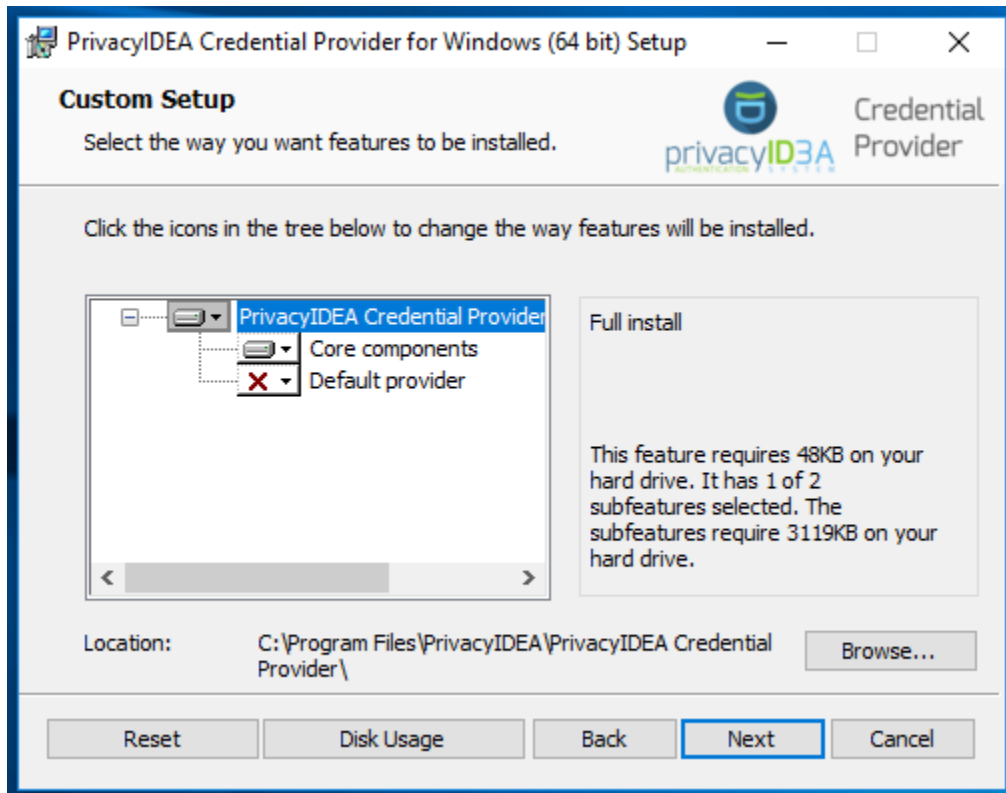 PrivacyIDEA Credential Provider for Windows (64 bit) Setup
Custom Setup
Select the way you want features to be installed.
privacyID3A
AUTHENTICATION SYSTEM
Credential
Provider
Click the icons in the tree below to change the way features will be installed.
PrivacyIDEA Credential Provider
Core components
Default provider
Full install
This feature requires 48KB on your
hard drive. It has 1 of 2
subfeatures selected. The
subfeatures require 3119KB on your
hard drive.
Location:
C:\Program Files\PrivacyIDEA\PrivacyIDEA Credential
Provider\
Browse...
Reset
Disk Usage
Back
Next
Cancel